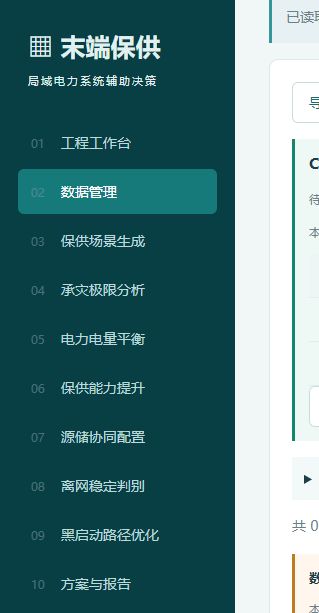 已读
末端保供
局域电力系统辅助决策
导
C
01 工程工作台
待
02 数据管理
本
03 保供场景生成
04 承灾极限分析
05 电力电量平衡
06 保供能力提升
07 源储协同配置
08 离网稳定判别
共 0
09 黑启动路径优化
数
10 方案与报告
本